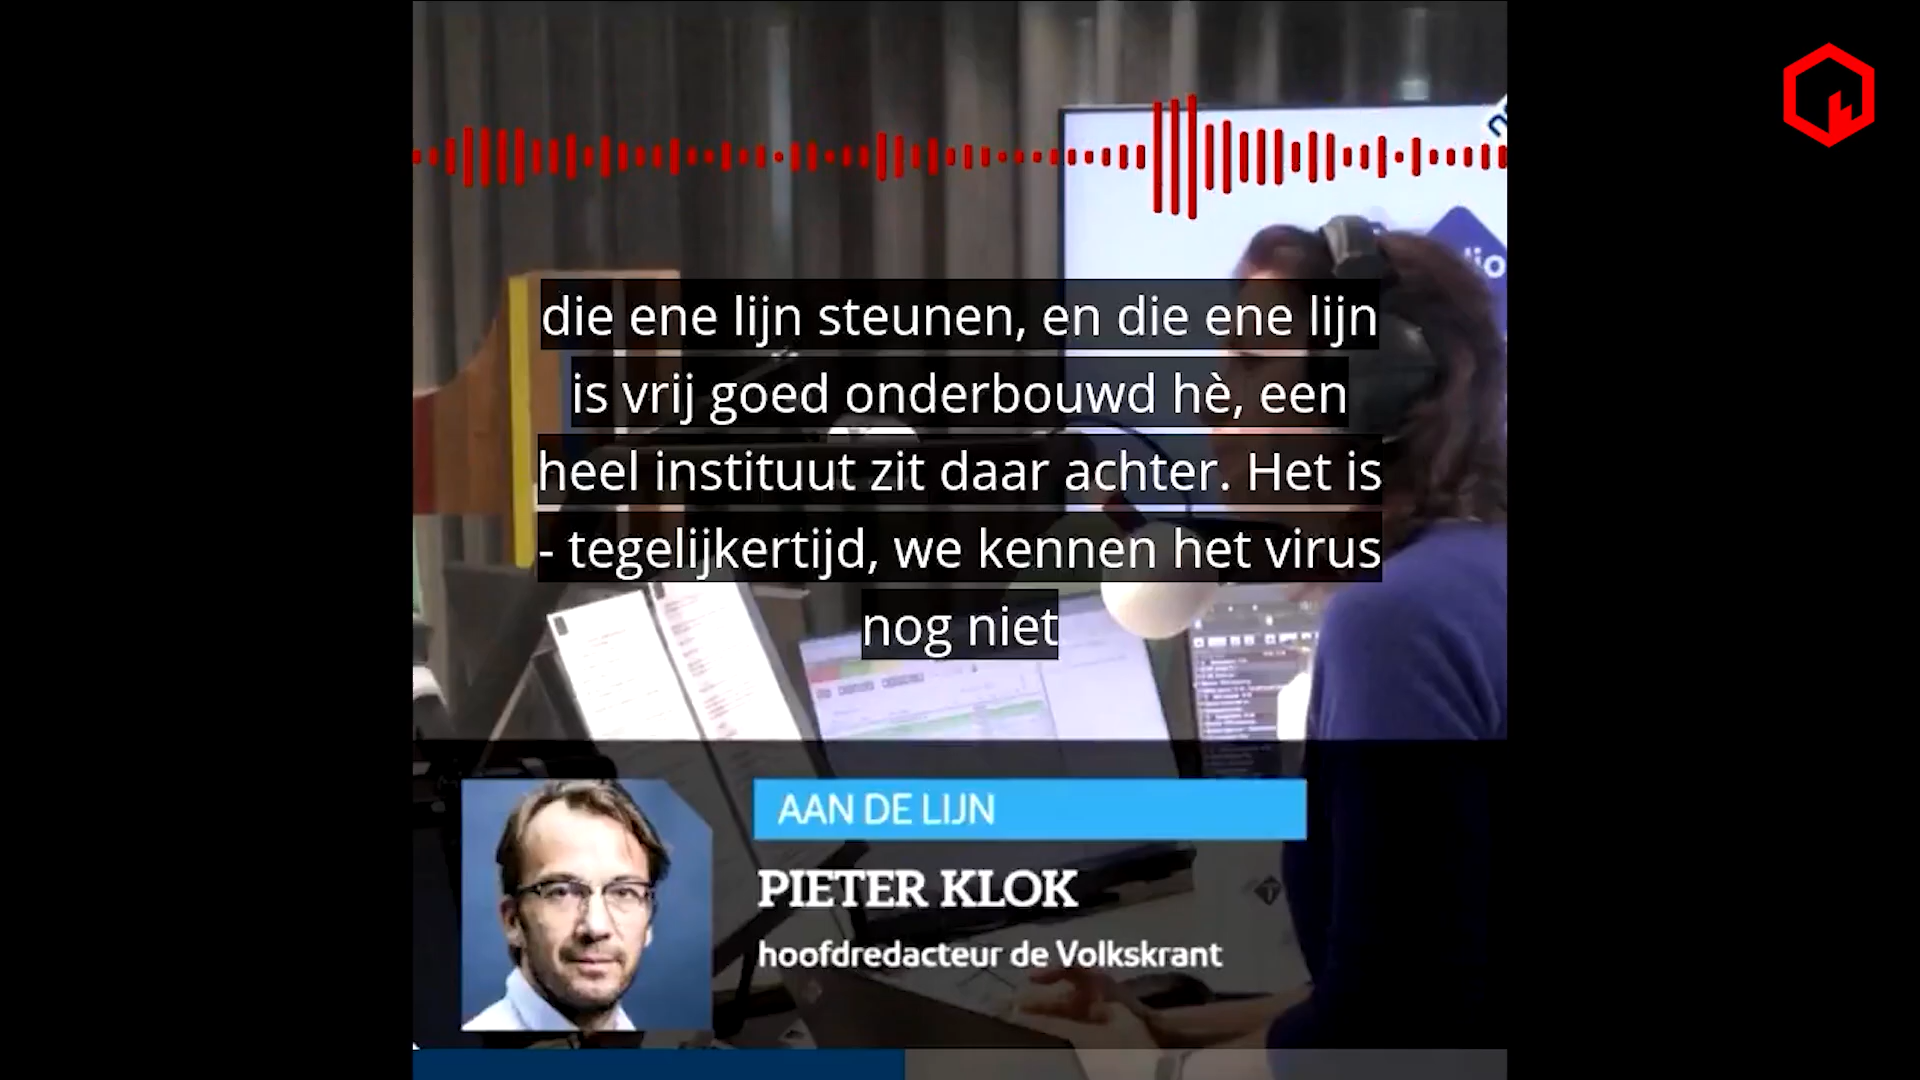 die ene lijn steunen, en die ene lijn
is vrij goed onderbouwd hè, een
heel instituut zit daar achter. Het is
- tegelijkertijd, we kennen het virus
nog niet
AAN DE LIJN
PIETER KLOK
hoofdredacteur de Volkskrant